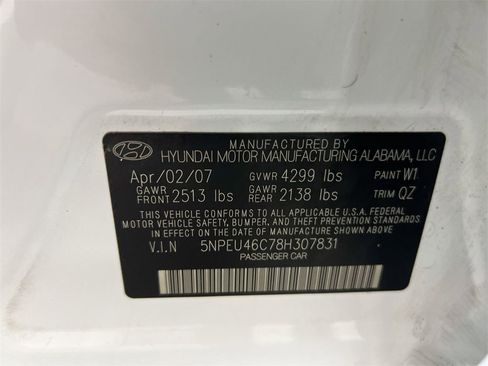 MANUFACTURED BY
HYUNDAI MOTOR MANUFACTURING ALABAMA, LLC
Apr/02/07 GVWR 4299 lbs PAINT W1
GAWR FRONT 2513 lbs GAWR REAR 2138 lbs TRIM QZ
THIS VEHICLE CONFORMS TO ALL APPLICABLE U.S.A FEDERAL
MOTOR VEHICLE SAFETY, BUMPER, AND THEFT PREVENTION STANDARDS
IN EFFECT ON THE DATE OF MANUFACTURE SHOWN ABOVE.
V.I.N 5NPEU46C78H307831
PASSENGER CAR